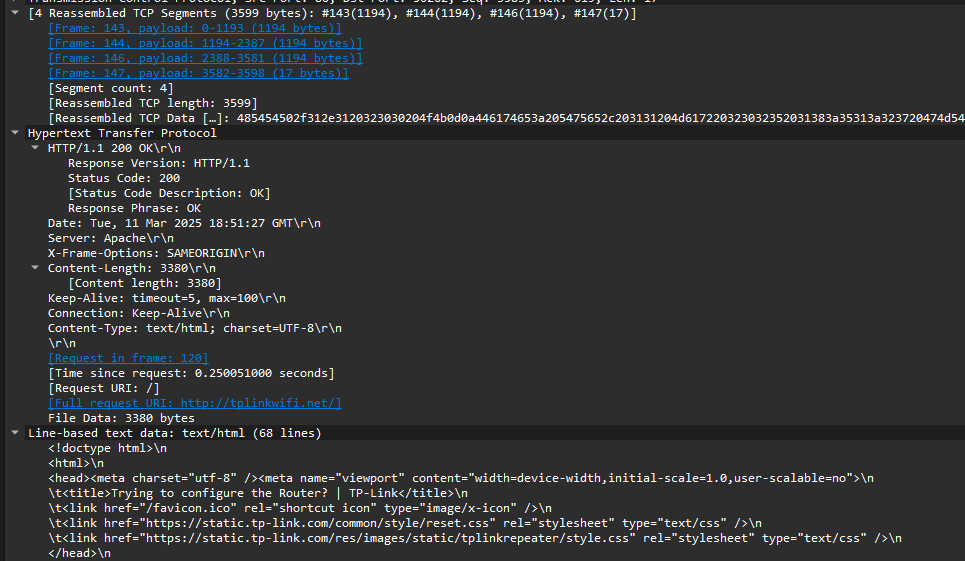 [4 Reassembled TCP Segments (3599 bytes): #143(1194), #144(1194), #146(1194), #147(17)]
[Frame: 143, payload: 0-1193 (1194 bytes)]
[Frame: 144, payload: 1194-2387 (1194 bytes)]
[Frame: 146, payload: 2388-3581 (1194 bytes)]
[Frame: 147, payload: 3582-3598 (17 bytes)]
[Segment count: 4]
[Reassembled TCP length: 3599]
[Reassembled TCP Data […]:
Hypertext Transfer Protocol
HTTP/1.1 200 OK\r\n
Response Version: HTTP/1.1
Status Code: 200
[Status Code Description: OK]
Response Phrase: OK
Date: Tue, 11 Mar 2025 18:51:27 GMT\r\n
Server: Apache\r\n
X-Frame-Options: SAMEORIGIN\r\n
Content-Length: 3380\r\n
[Content length: 3380]
Keep-Alive: timeout=5, max=100\r\n
Connection: Keep-Alive\r\n
Content-Type: text/html; charset=UTF-8\r\n
\r\n
[Request in frame: 120]
[Time since request: 0.250051000 seconds]
[Request URI: /]
[Full request URI: http://tplinkwifi.net/]
File Data: 3380 bytes
Line-based text data: text/html (68 lines)
<!doctype html>\n
<html>\n
<head><meta charset="utf-8" /><meta name="viewport" content="width=device-width,initial-scale=1.0,user-scalable=no">\n
\t<title>Trying to configure the Router? | TP-Link</title>\n
\t<link href="/favicon.ico" rel="shortcut icon" type="image/x-icon" />\n
\t<link href="https://static.tp-link.com/common/style/reset.css" rel="stylesheet" type="text/css" />\n
\t<link href="https://static.tp-link.com/res/images/static/tplinkrepeater/style.css" rel="stylesheet" type="text/css" />\n
</head>\n